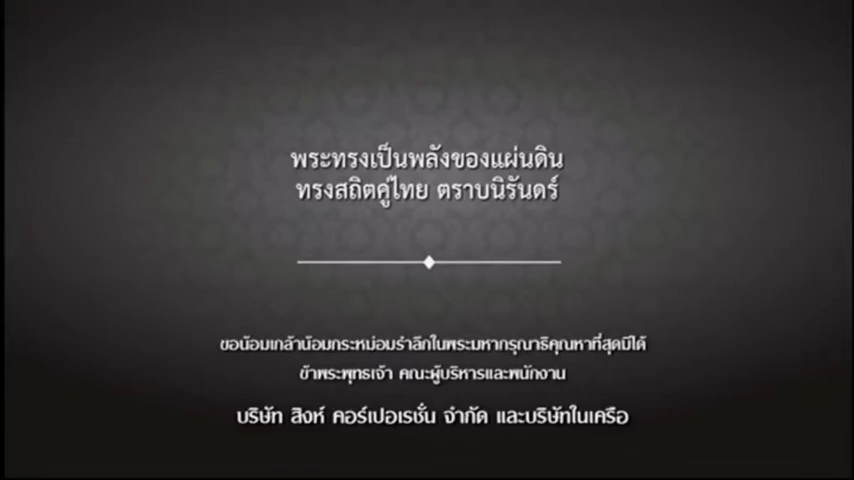 พระทรงเป็นพลังของแผ่นดิน
ทรงสถิตคู่ไทย ตราบนิรันดร์
ขอน้อมเกล้าน้อมกระหม่อมรำลึกในพระมหากรุณาธิคุณหาที่สุดมิได้
ข้าพระพุทธเจ้า คณะผู้บริหารและพนักงาน
บริษัท สิงห์ คอร์เปอเรชั่น จำกัด และบริษัทในเครือ